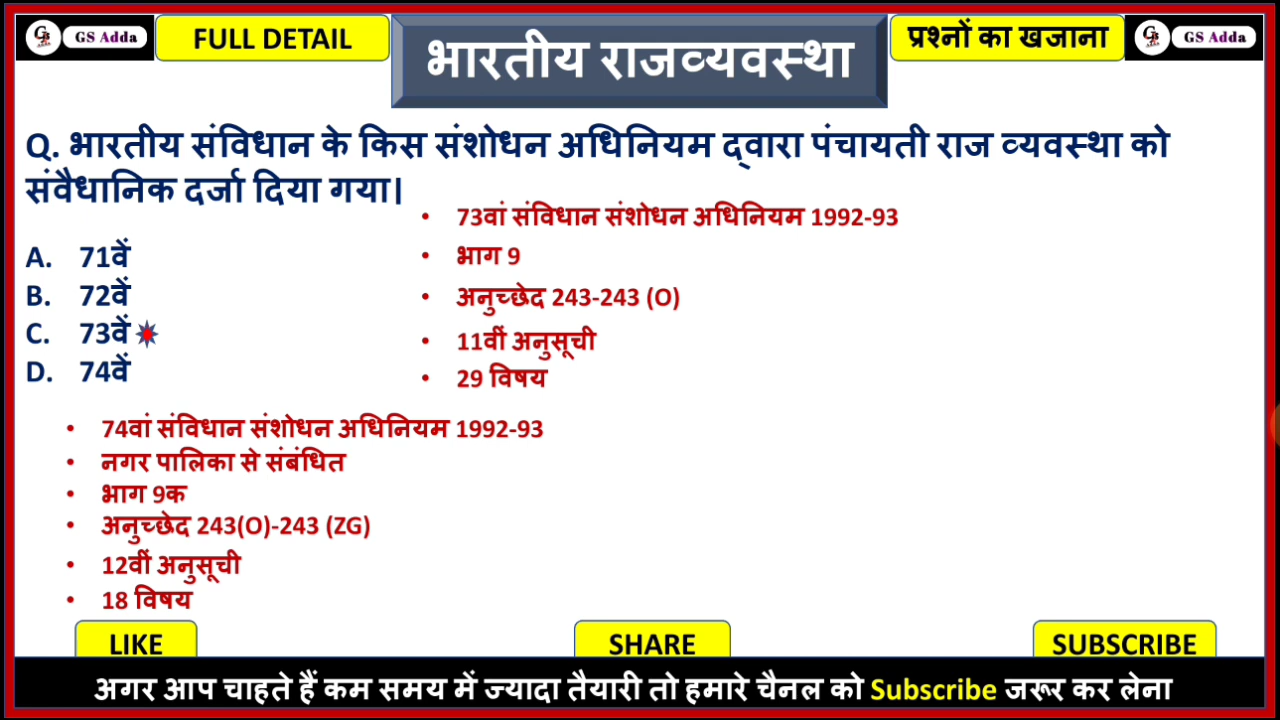 GS Adda
FULL DETAIL
भारतीय राजव्यवस्था
प्रश्नों का खजाना
GS Adda
Q. भारतीय संविधान के किस संशोधन अधिनियम द्वारा पंचायती राज व्यवस्था को
संवैधानिक दर्जा दिया गया।
A. 71वें
B. 72वें
C. 73वें
D. 74वें
• 73वां संविधान संशोधन अधिनियम 1992-93
• भाग 9
• अनुच्छेद 243-243 (O)
• 11वीं अनुसूची
• 29 विषय
• 74वां संविधान संशोधन अधिनियम 1992-93
• नगर पालिका से संबंधित
• भाग 9क
• अनुच्छेद 243(O)-243 (ZG)
• 12वीं अनुसूची
• 18 विषय
LIKE
SHARE
SUBSCRIBE
अगर आप चाहते हैं कम समय में ज्यादा तैयारी तो हमारे चैनल को Subscribe जरूर कर लेना